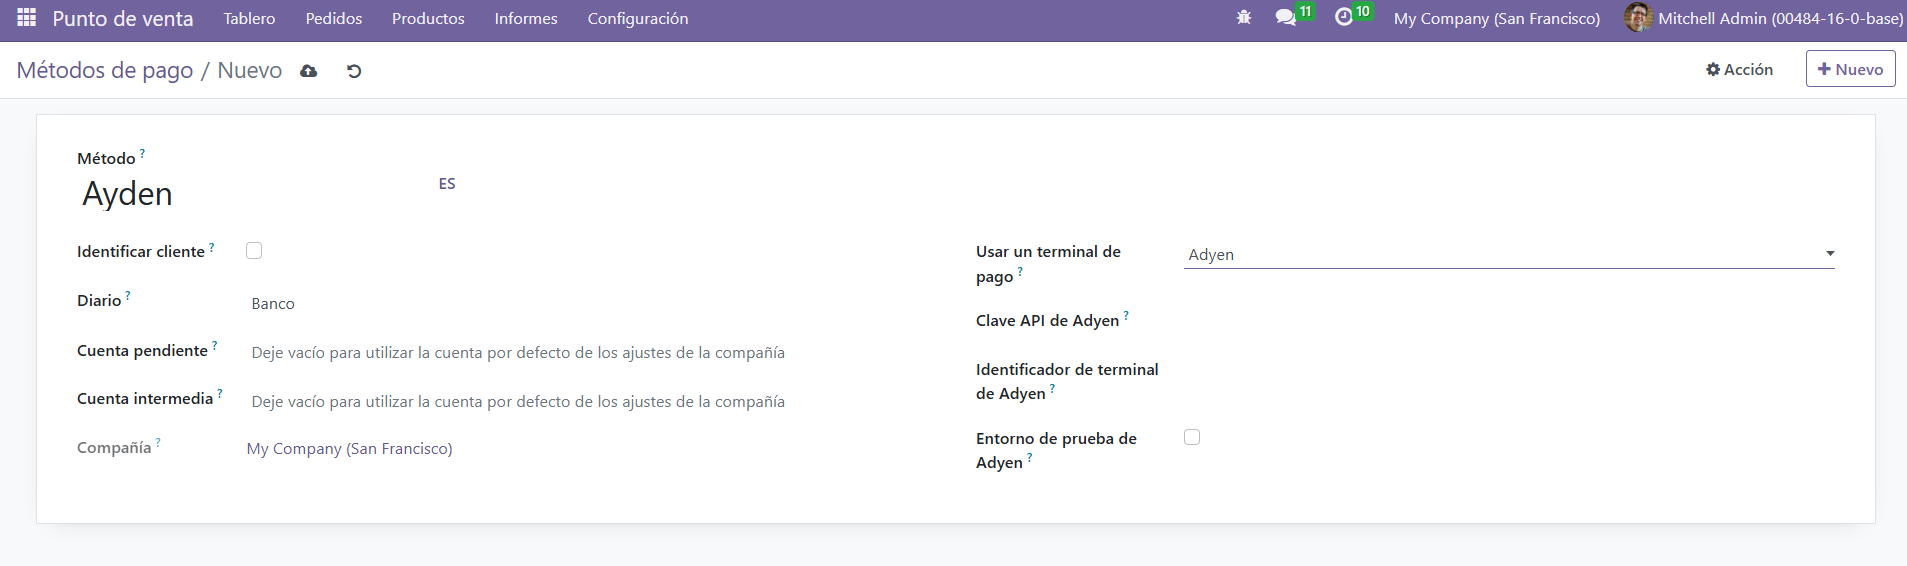 Punto de venta Tablero Pedidos Productos Informes Configuración 11 10 My Company (San Francisco) Mitchell Admin (00484-16-0-base)
Métodos de pago / Nuevo Acción + Nuevo
Método ?
Ayden ES
Identificar cliente ?
Diario ? Banco
Cuenta pendiente ? Deje vacío para utilizar la cuenta por defecto de los ajustes de la compañía
Cuenta intermedia ? Deje vacío para utilizar la cuenta por defecto de los ajustes de la compañía
Compañía ? My Company (San Francisco)
Usar un terminal de
pago ? Adyen
Clave API de Adyen ?
Identificador de terminal
de Adyen ?
Entorno de prueba de
Adyen ?